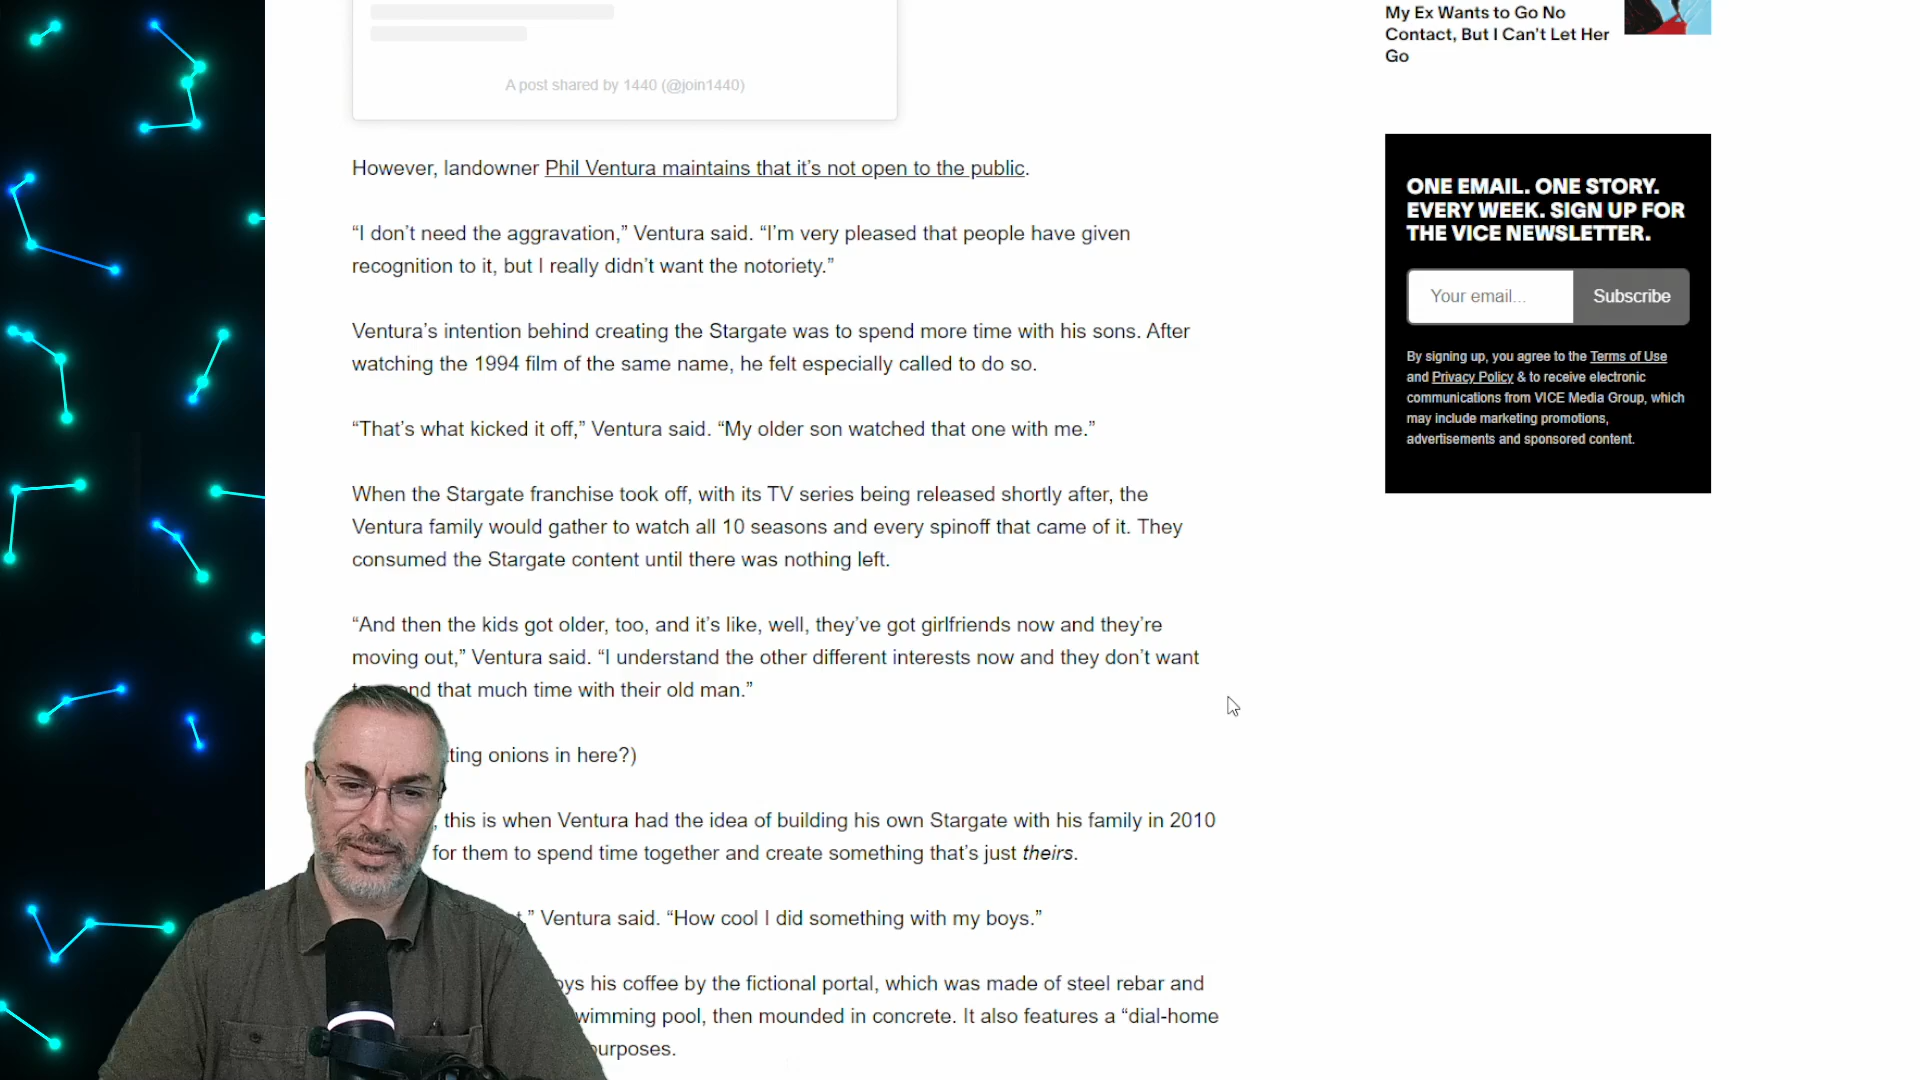 My Ex Wants to Go No
Contact, But I Can't Let Her
Go
A post shared by 1440 (@join1440)
However, landowner Phil Ventura maintains that it’s not open to the public.
“I don’t need the aggravation,” Ventura said. “I’m very pleased that people have given
recognition to it, but I really didn’t want the notoriety.”
Ventura’s intention behind creating the Stargate was to spend more time with his sons. After
watching the 1994 film of the same name, he felt especially called to do so.
“That’s what kicked it off,” Ventura said. “My older son watched that one with me.”
When the Stargate franchise took off, with its TV series being released shortly after, the
Ventura family would gather to watch all 10 seasons and every spinoff that came of it. They
consumed the Stargate content until there was nothing left.
“And then the kids got older, too, and it’s like, well, they’ve got girlfriends now and they’re
moving out,” Ventura said. “I understand the other different interests now and they don’t want
that much time with their old man.”
onions in here?)
this is when Ventura had the idea of building his own Stargate with his family in 2010
for them to spend time together and create something that’s just theirs.
Ventura said. “How cool I did something with my boys.”
his coffee by the fictional portal, which was made of steel rebar and
pool, then mounded in concrete. It also features a “dial-home
ONE EMAIL. ONE STORY.
EVERY WEEK. SIGN UP FOR
THE VICE NEWSLETTER.
Your email...
Subscribe
By signing up, you agree to the Terms of Use
and Privacy Policy & to receive electronic
communications from VICE Media Group, which
may include marketing promotions,
advertisements and sponsored content.